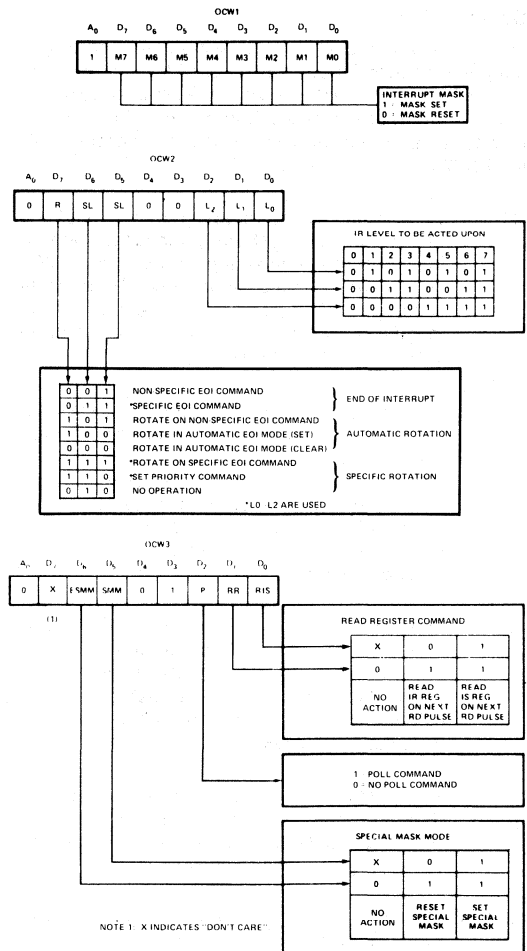 OCW1
A0 D7 D6 D5 D4 D3 D2 D1 D0
1 M7 M6 M5 M4 M3 M2 M1 M0
INTERRUPT MASK
1 : MASK SET
0 : MASK RESET
OCW2
A0 D7 D6 D5 D4 D3 D2 D1 D0
0 R SL SL 0 0 L2 L1 L0
IR LEVEL TO BE ACTED UPON
0 1 2 3 4 5 6 7
0 1 0 1 0 1 0 1
0 0 1 1 0 0 1 1
0 0 0 0 1 1 1 1
0 0 1 NON SPECIFIC EOI COMMAND
0 1 1 *SPECIFIC EOI COMMAND
END OF INTERRUPT
1 0 1 ROTATE ON NON SPECIFIC EOI COMMAND
1 0 0 ROTATE IN AUTOMATIC EOI MODE (SET)
0 0 0 ROTATE IN AUTOMATIC EOI MODE (CLEAR)
AUTOMATIC ROTATION
1 1 1 *ROTATE ON SPECIFIC EOI COMMAND
1 1 0 *SET PRIORITY COMMAND
0 1 0 NO OPERATION
SPECIFIC ROTATION
*L0 L2 ARE USED
OCW3
D6 D5 D4 D3 D2 D1 D0
0 X ESMM SMM 0 1 P RR RIS
(1)
READ REGISTER COMMAND
X 0 1
0 1 1
NO ACTION
READ IR REG ON NEXT RD PULSE
READ IS REG ON NEXT RD PULSE
1 POLL COMMAND
0 - NO POLL COMMAND
SPECIAL MASK MODE
X 0 1
0 1 1
NO ACTION
RESET SPECIAL MASK
SET SPECIAL MASK
NOTE 1: X INDICATES "DON'T CARE"